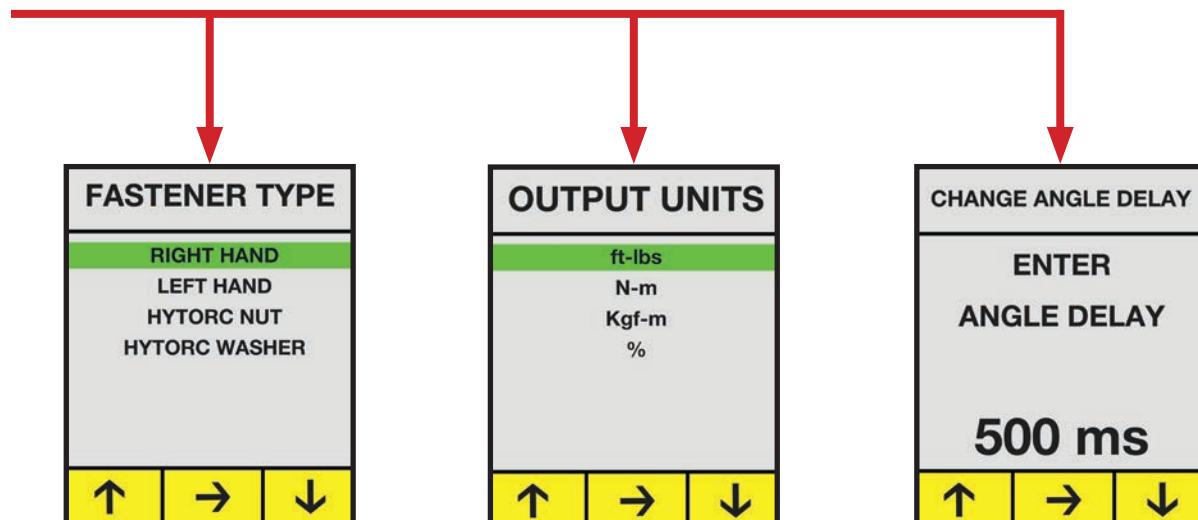 FASTENER TYPE
RIGHT HAND
LEFT HAND
HYTORC NUT
HYTORC WASHER
↑ → ↓
OUTPUT UNITS
ft-lbs
N-m
Kgf-m
%
↑ → ↓
CHANGE ANGLE DELAY
ENTER
ANGLE DELAY
500 ms
↑ → ↓